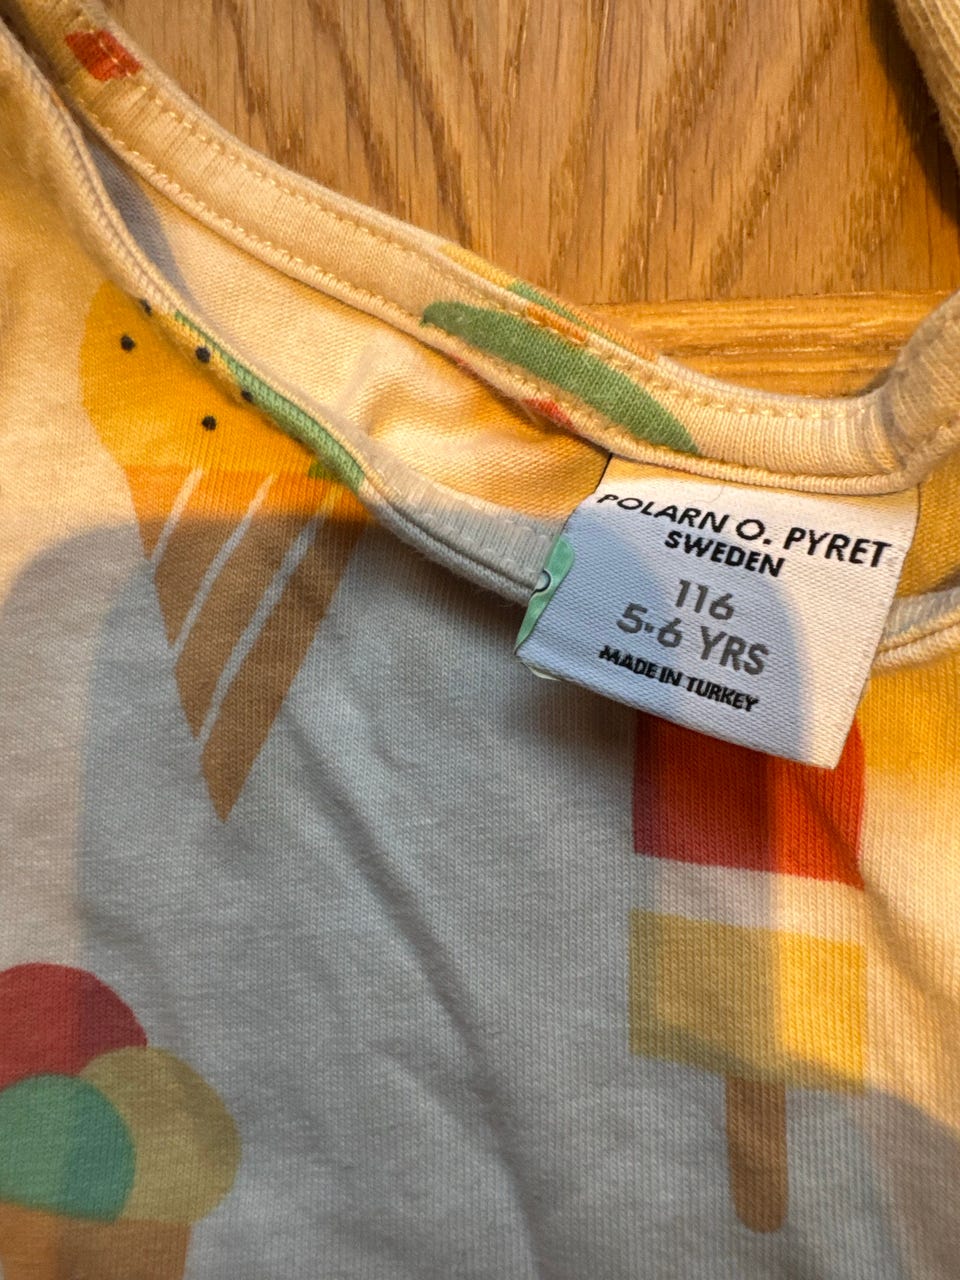 POLARN O. PYRET
SWEDEN
116
5-6 YRS
MADE IN TURKEY